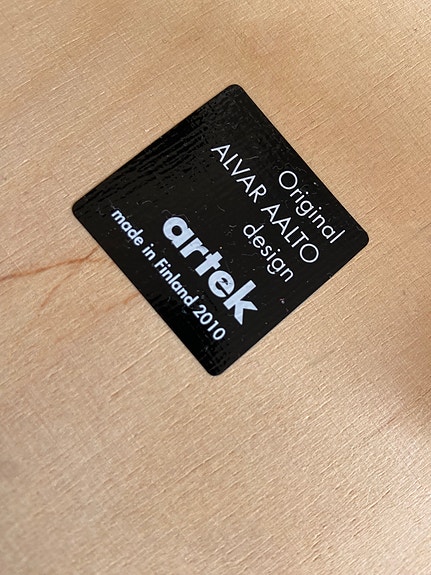 Original
ALVAR AALTO
design
artek
made in Finland 2010